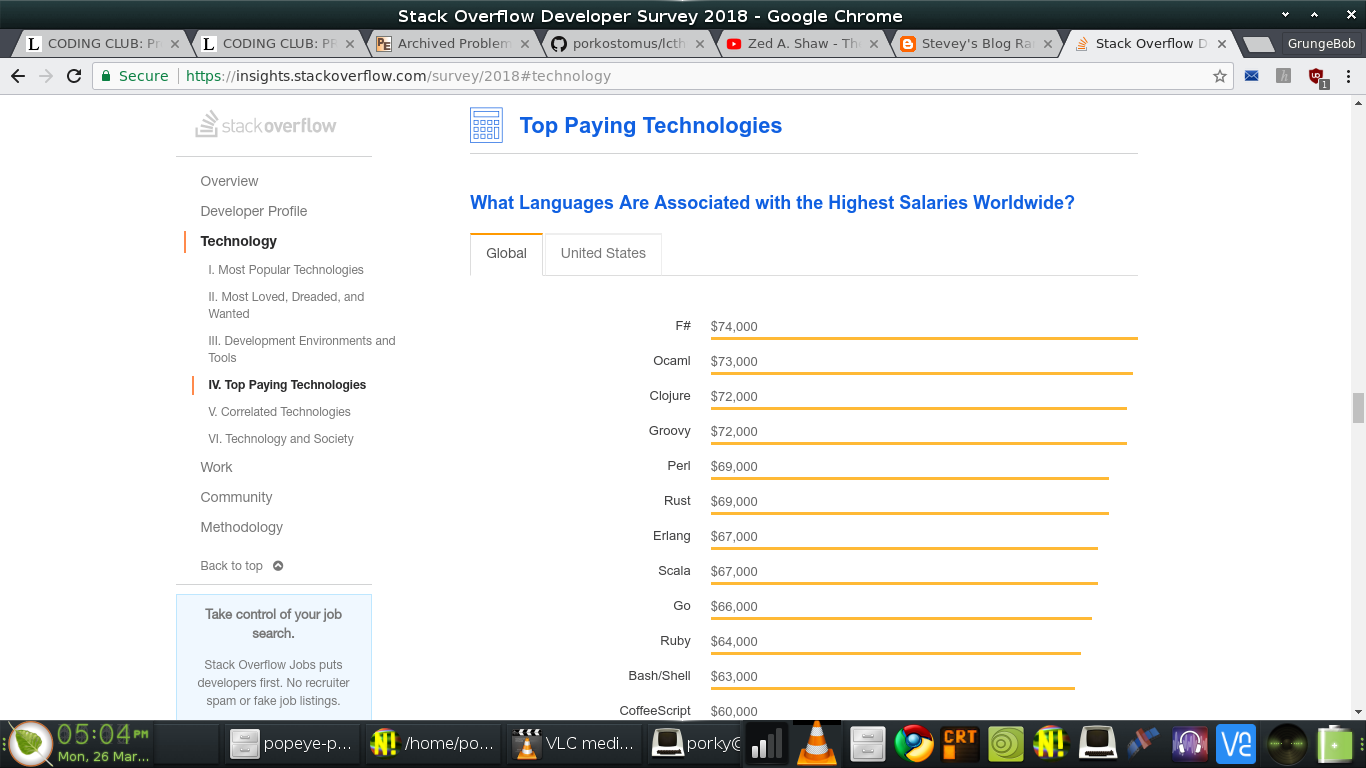 Stack Overflow Developer Survey 2018 - Google Chrome
CODING CLUB: Pr
CODING CLUB: PR
Archived Problem
porkostomus/lcth
Zed A. Shaw - Th
Stevey's Blog Ra
Stack Overflow D
GrungeBob
Secure
https://insights.stackoverflow.com/survey/2018#technology
1
stackoverflow
Overview
Developer Profile
Technology
I. Most Popular Technologies
II. Most Loved, Dreaded, and
Wanted
III. Development Environments and
Tools
IV. Top Paying Technologies
V. Correlated Technologies
VI. Technology and Society
Work
Community
Methodology
Back to top
Take control of your job
search.
Stack Overflow Jobs puts
developers first. No recruiter
spam or fake job listings.
Top Paying Technologies
What Languages Are Associated with the Highest Salaries Worldwide?
Global
United States
F# $74,000
Ocaml $73,000
Clojure $72,000
Groovy $72,000
Perl $69,000
Rust $69,000
Erlang $67,000
Scala $67,000
Go $66,000
Ruby $64,000
Bash/Shell $63,000
CoffeeScript $60,000
05:04 PM
Mon, 26 Mar...
popeye-p...
N!
/home/po...
VLC medi...
porky@
CRT
N!
V2